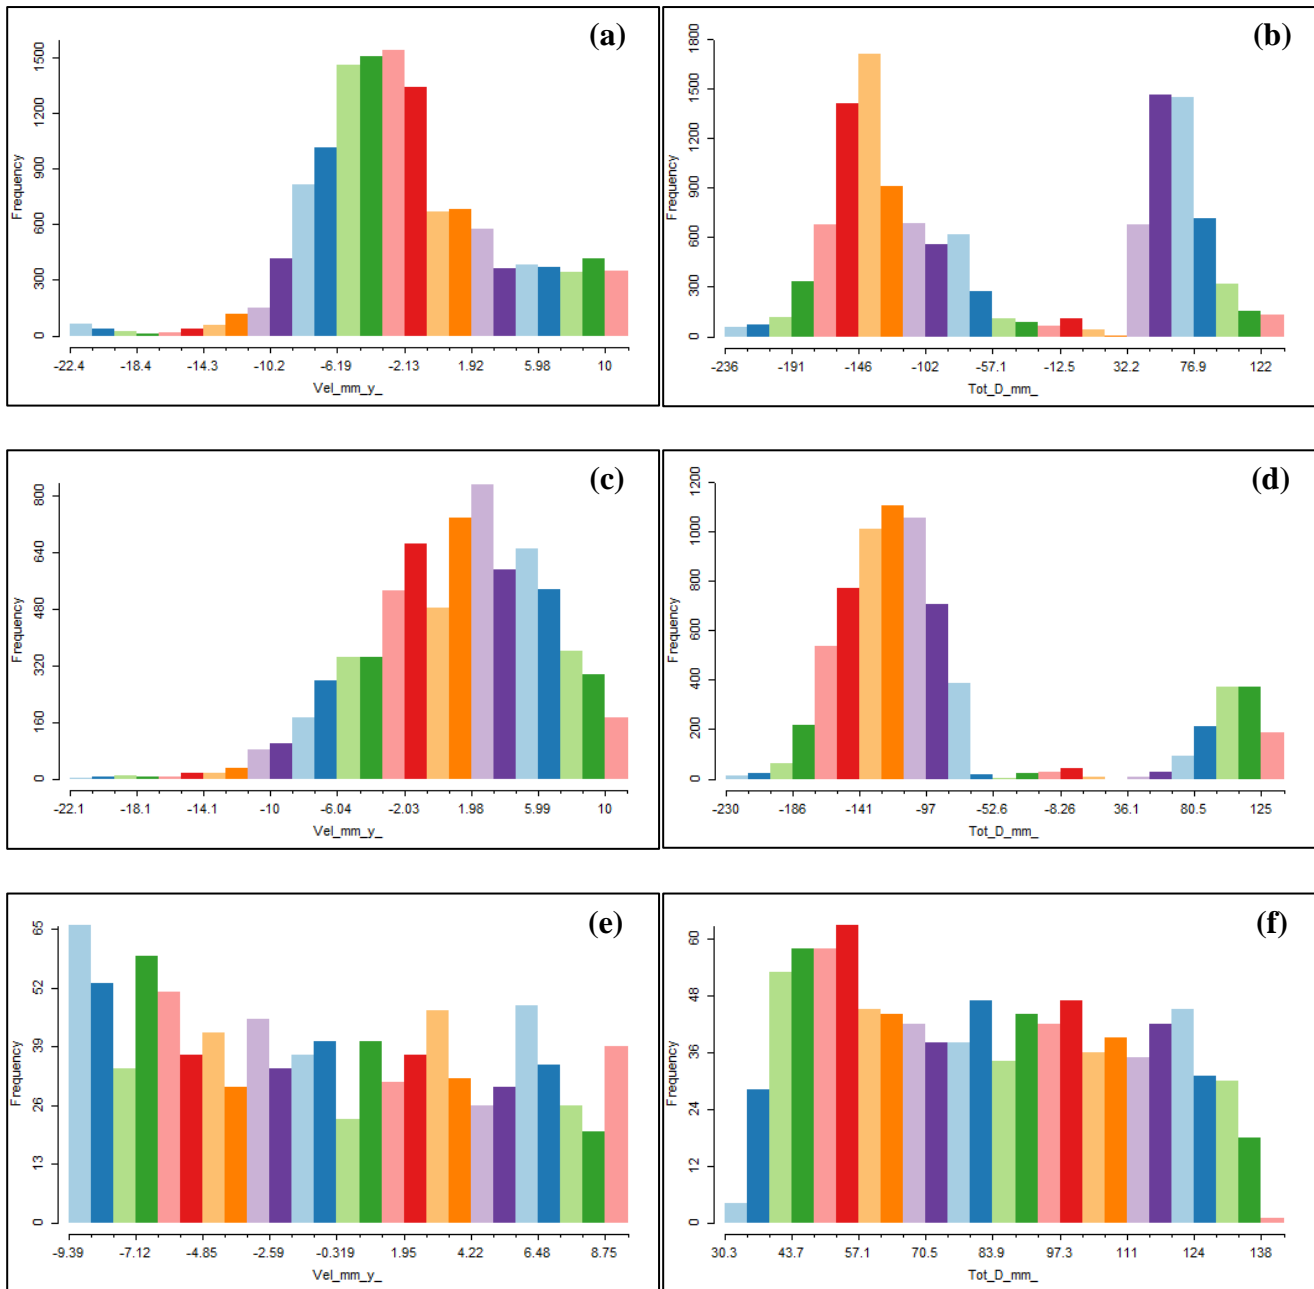 (a)
Frequency
1500
1200
900
600
300
0
-22.4 -18.4 -14.3 -10.2 -6.19 -2.13 1.92 5.98 10
Vel_mm_y_
(b)
Frequency
1800
1500
1200
900
600
300
0
-236 -191 -146 -102 -57.1 -12.5 32.2 76.9 122
Tot_D_mm_
(c)
Frequency
800
640
480
320
160
0
-22.1 -18.1 -14.1 -10 -6.04 -2.03 1.98 5.99 10
Vel_mm_y_
(d)
Frequency
1200
1000
800
600
400
200
0
-230 -186 -141 -97 -52.6 -8.26 36.1 80.5 125
Tot_D_mm_
(e)
Frequency
65
52
39
26
13
0
-9.39 -7.12 -4.85 -2.59 -0.319 1.95 4.22 6.48 8.75
Vel_mm_y_
(f)
Frequency
60
48
36
24
12
0
30.3 43.7 57.1 70.5 83.9 97.3 111 124 138
Tot_D_mm_